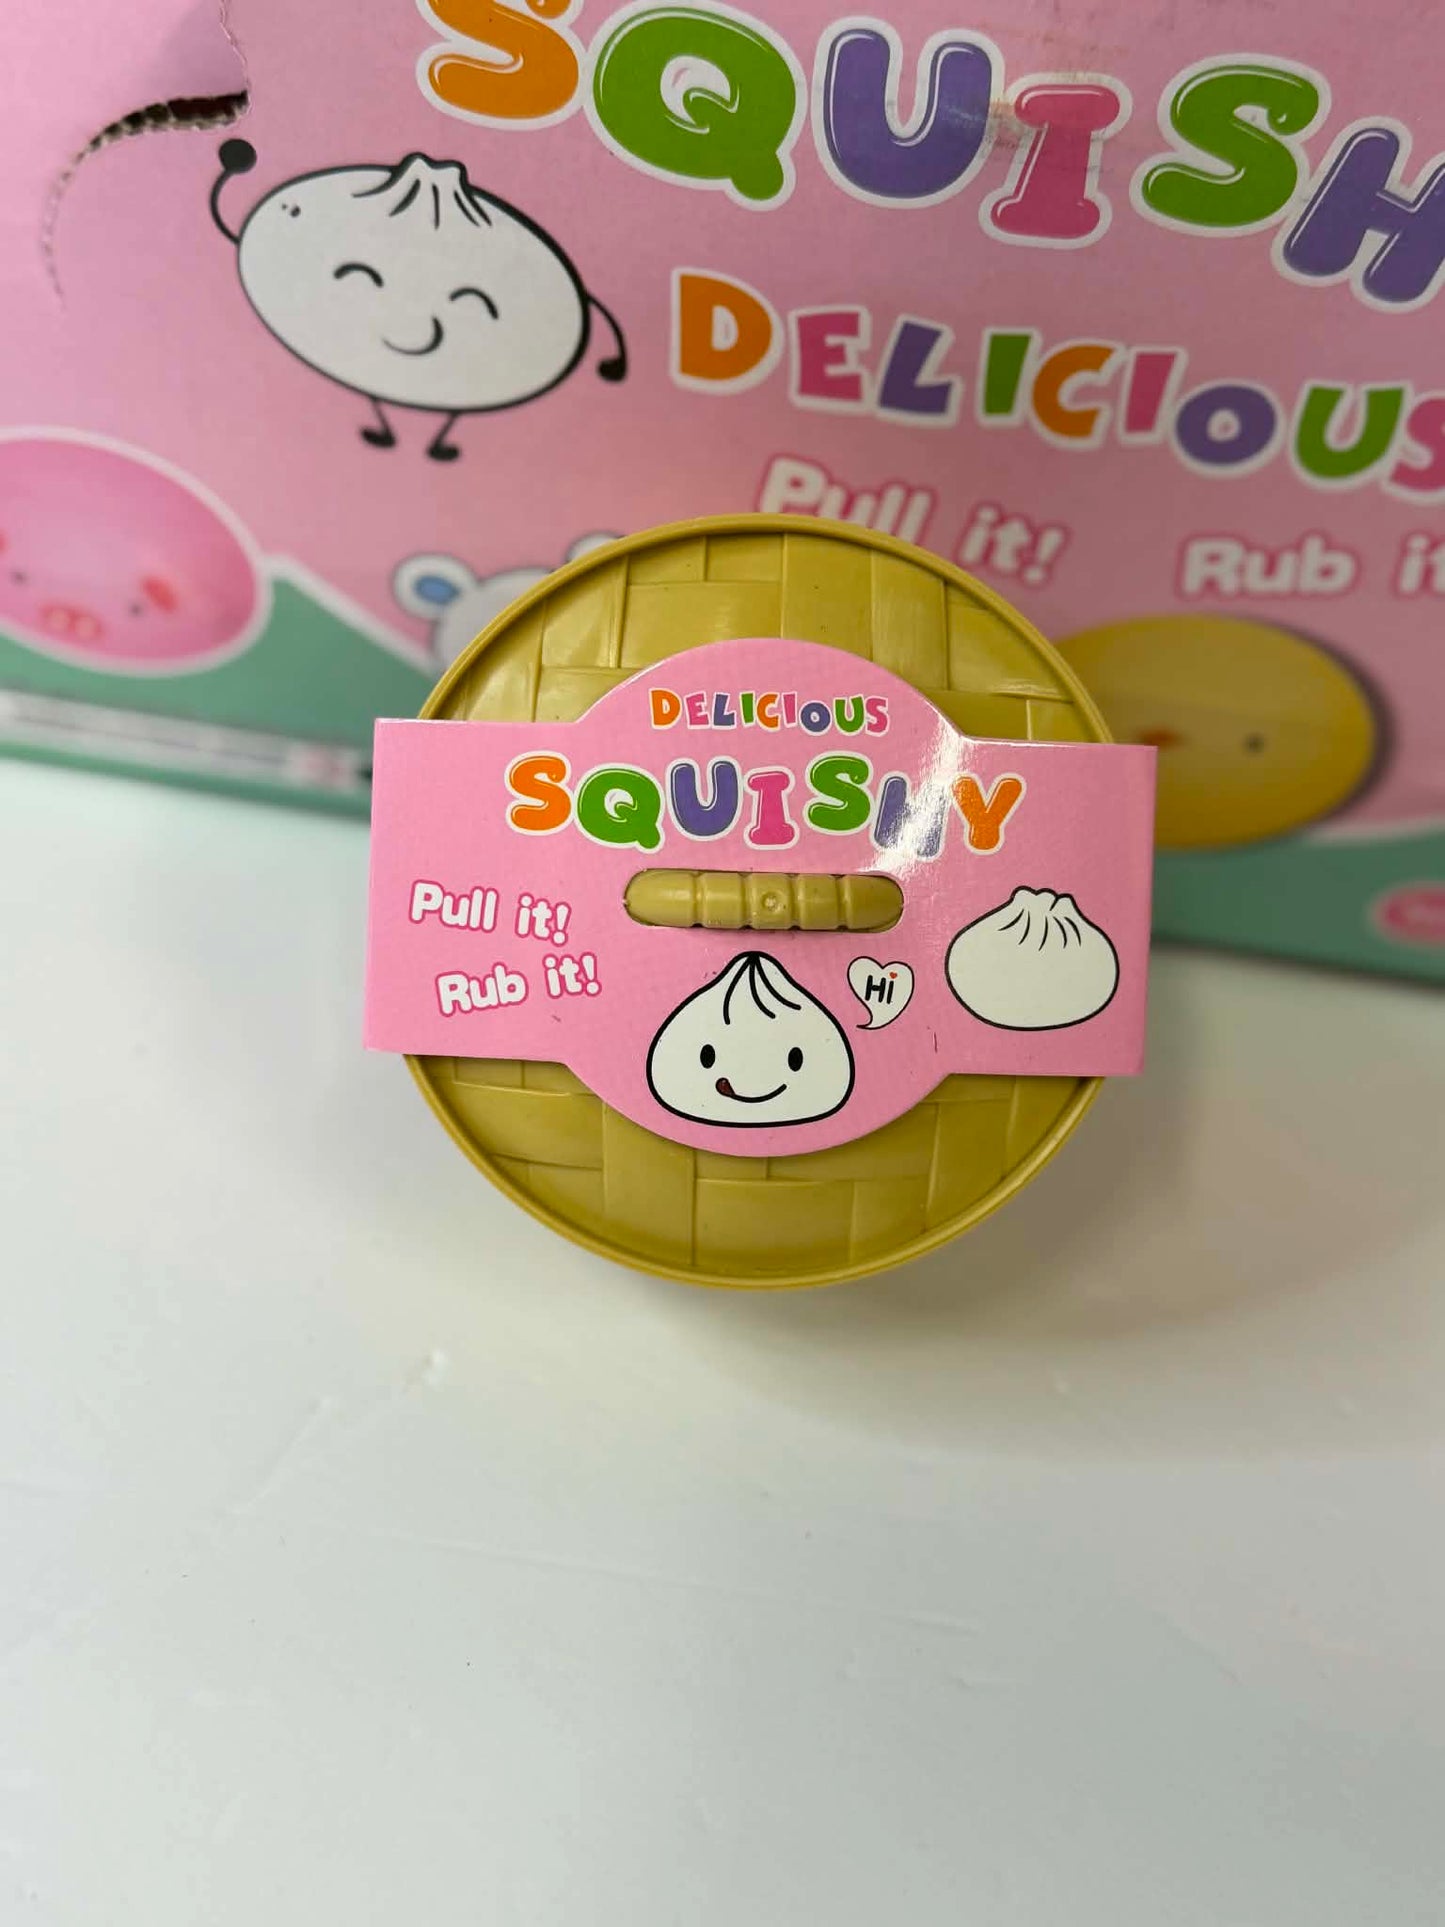 SQUISH
DELICIOUS
Pull it!
Rub it
DELICIOUS
SQUISHY
Pull it!
Rub it!
Hi